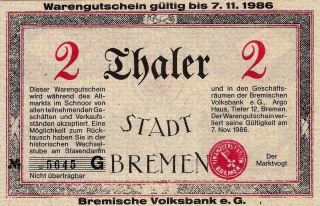 Warengutschein gültig bis 7. 11. 1986
2 Thaler 2
Dieser Warengutschein
wird während des Alt-
markts im Schnoor von
allen teilnehmenden Ge-
schäften und Verkaufs-
ständen akzeptiert. Eine
Möglichkeit zum Rück-
tausch haben Sie in der
historischen Wechsel-
stube am Stavendamm.
№ 5045 G
Nicht übertragbar
STADT
BREMEN
und in den Geschäfts-
räumen der Bremischen
Volksbank e. G., Argo
Haus, Tiefer 12, Bremen.
Der Warengutschein ver-
liert seine Gültigkeit am
7. Nov. 1986.
Der
Marktvogt
Bremische Volksbank e. G.